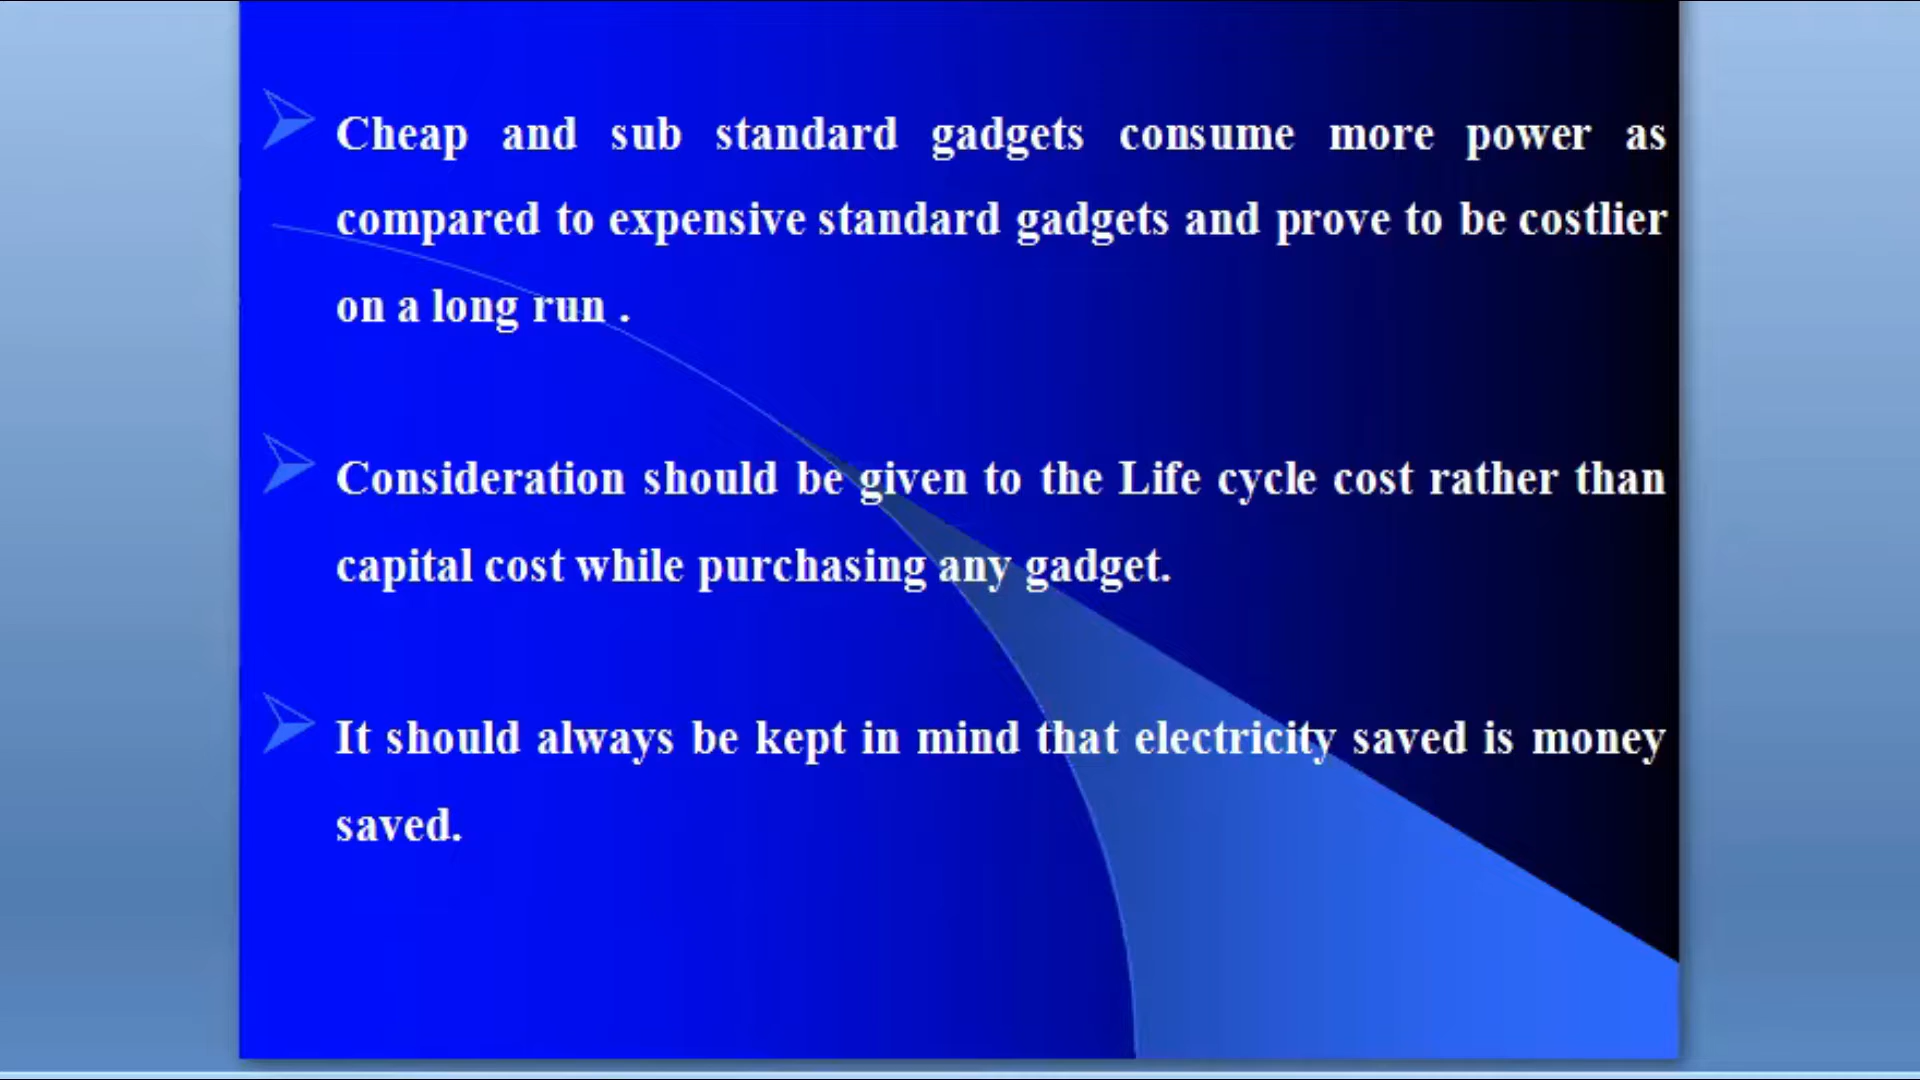 Cheap and sub standard gadgets consume more power as
compared to expensive standard gadgets and prove to be costlier
on a long run .
Consideration should be given to the Life cycle cost rather than
capital cost while purchasing any gadget.
It should always be kept in mind that electricity saved is money
saved.